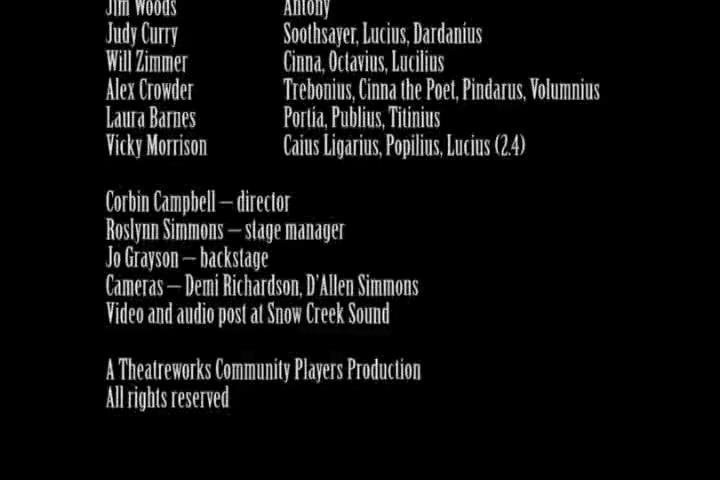 Jim Woods Antony
Judy Curry Soothsayer, Lucius, Dardanius
Will Zimmer Cinna, Octavius, Lucilius
Alex Crowder Trebonius, Cinna the Poet, Pindarus, Volumnius
Laura Barnes Portia, Publius, Titinius
Vicky Morrison Caius Ligarius, Popilius, Lucius (2.4)
Corbin Campbell – director
Roslynn Simmons – stage manager
Jo Grayson – backstage
Cameras – Demi Richardson, D'Allen Simmons
Video and audio post at Snow Creek Sound
A Theatreworks Community Players Production
All rights reserved